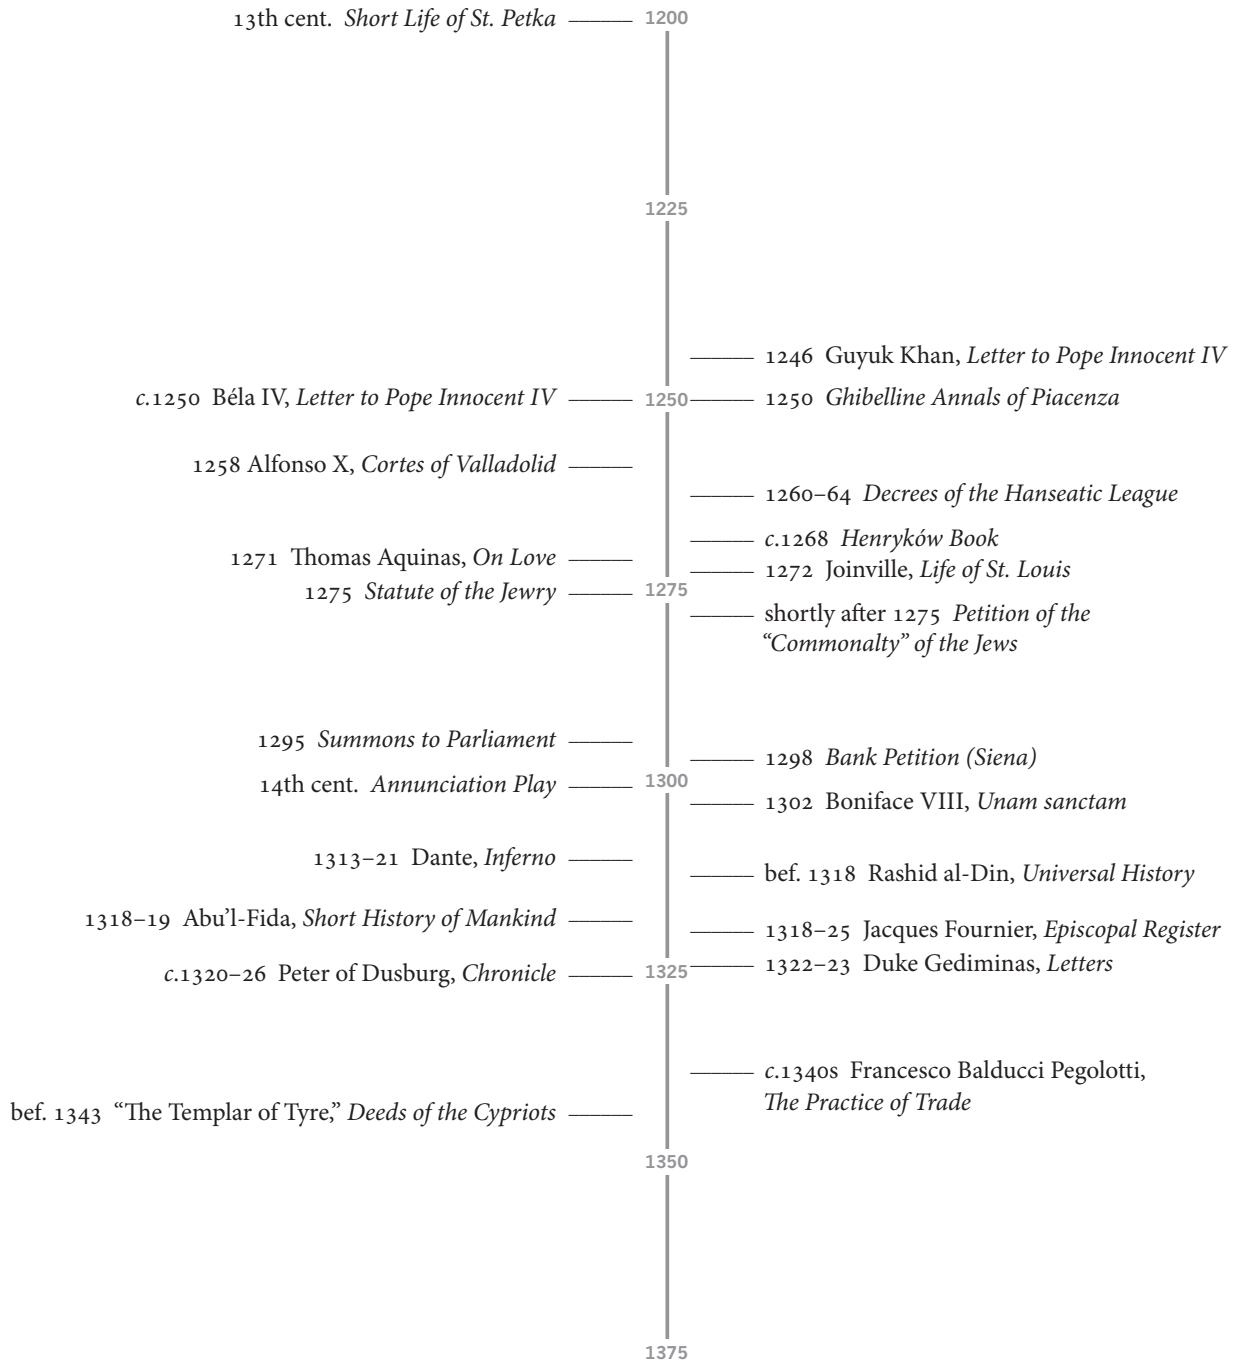 13th cent. Short Life of St. Petka
1200
1225
1246 Guyuk Khan, Letter to Pope Innocent IV
c.1250 Béla IV, Letter to Pope Innocent IV
1250
1250 Ghibelline Annals of Piacenza
1258 Alfonso X, Cortes of Valladolid
1260–64 Decrees of the Hanseatic League
c.1268 Henryków Book
1271 Thomas Aquinas, On Love
1272 Joinville, Life of St. Louis
1275 Statute of the Jewry
1275
shortly after 1275 Petition of the
“Commonalty” of the Jews
1295 Summons to Parliament
1298 Bank Petition (Siena)
14th cent. Annunciation Play
1300
1302 Boniface VIII, Unam sanctam
1313–21 Dante, Inferno
bef. 1318 Rashid al-Din, Universal History
1318–19 Abu’l-Fida, Short History of Mankind
1318–25 Jacques Fournier, Episcopal Register
c.1320–26 Peter of Dusburg, Chronicle
1325
1322–23 Duke Gediminas, Letters
c.1340s Francesco Balducci Pegolotti,
The Practice of Trade
bef. 1343 “The Templar of Tyre,” Deeds of the Cypriots
1350
1375